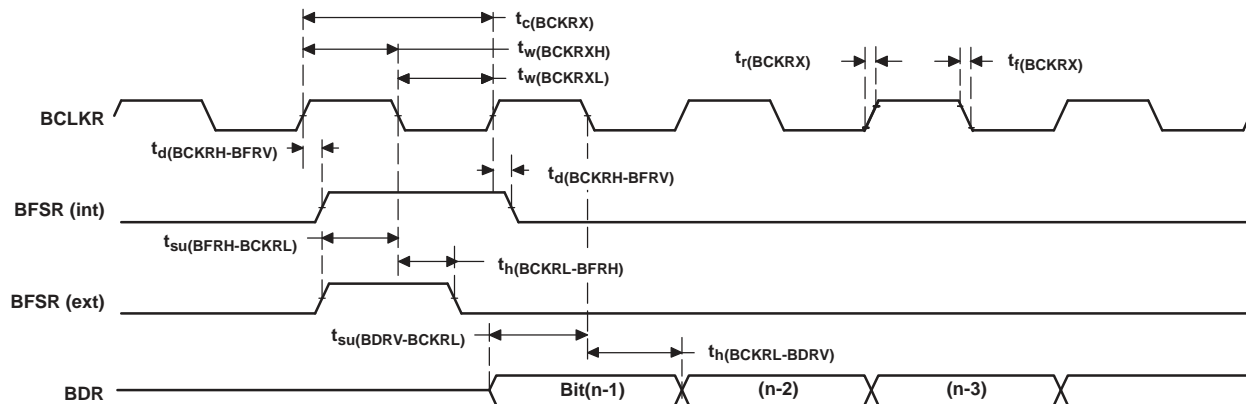 tc(BCKRX)
tw(BCKRXH)
tr(BCKRX)
tf(BCKRX)
tw(BCKRXL)
BCLKR
td(BCKRH-BFRV)
td(BCKRH-BFRV)
BFSR (int)
tsu(BFRH-BCKRL)
th(BCKRL-BFRH)
BFSR (ext)
tsu(BDRV-BCKRL)
th(BCKRL-BDRV)
BDR
Bit(n-1)
(n-2)
(n-3)